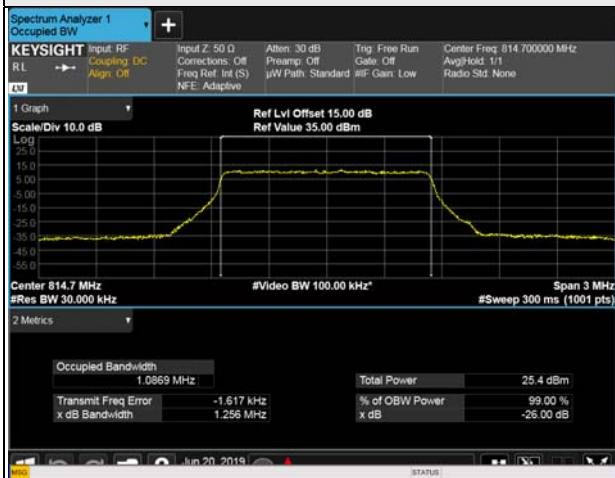 Spectrum Analyzer 1
Occupied BW
KEYSIGHT Input: RF Input Z: 50 Ω Atten: 30 dB Trig: Free Run Center Freq: 814.700000 MHz
RL Coupling: DC Corrections: Off Preamp: Off Gate: Off Avg|Hold: 1/1
Align: Off Freq Ref: Int (S) µW Path: Standard #IF Gain: Low Radio Std: None
LXI NFE: Adaptive
1 Graph Ref Lvl Offset 15.00 dB
Scale/Div 10.0 dB Ref Value 35.00 dBm
Log
25.0
15.0
5.00
-5.00
-15.0
-25.0
-35.0
-45.0
-55.0
Center 814.7 MHz #Video BW 100.00 kHz* Span 3 MHz
#Res BW 30.000 kHz #Sweep 300 ms (1001 pts)
2 Metrics
Occupied Bandwidth
1.0869 MHz Total Power 25.4 dBm
Transmit Freq Error -1.617 kHz % of OBW Power 99.00 %
x dB Bandwidth 1.256 MHz x dB -26.00 dB
Jun 20, 2019
MSG STATUS